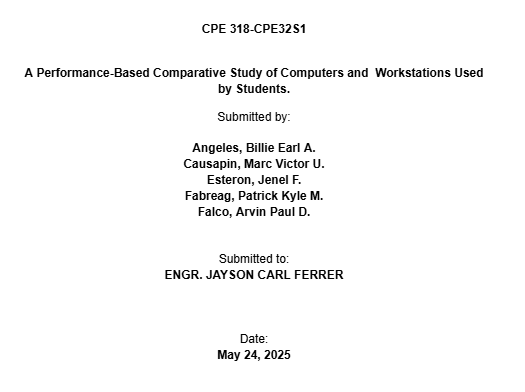 CPE 318-CPE32S1
A Performance-Based Comparative Study of Computers and  Workstations Used
by Students.
Submitted by:
Angeles, Billie Earl A.
Causapin, Marc Victor U.
Esteron, Jenel F.
Fabreag, Patrick Kyle M.
Falco, Arvin Paul D.
Submitted to:
ENGR. JAYSON CARL FERRER
Date:
May 24, 2025